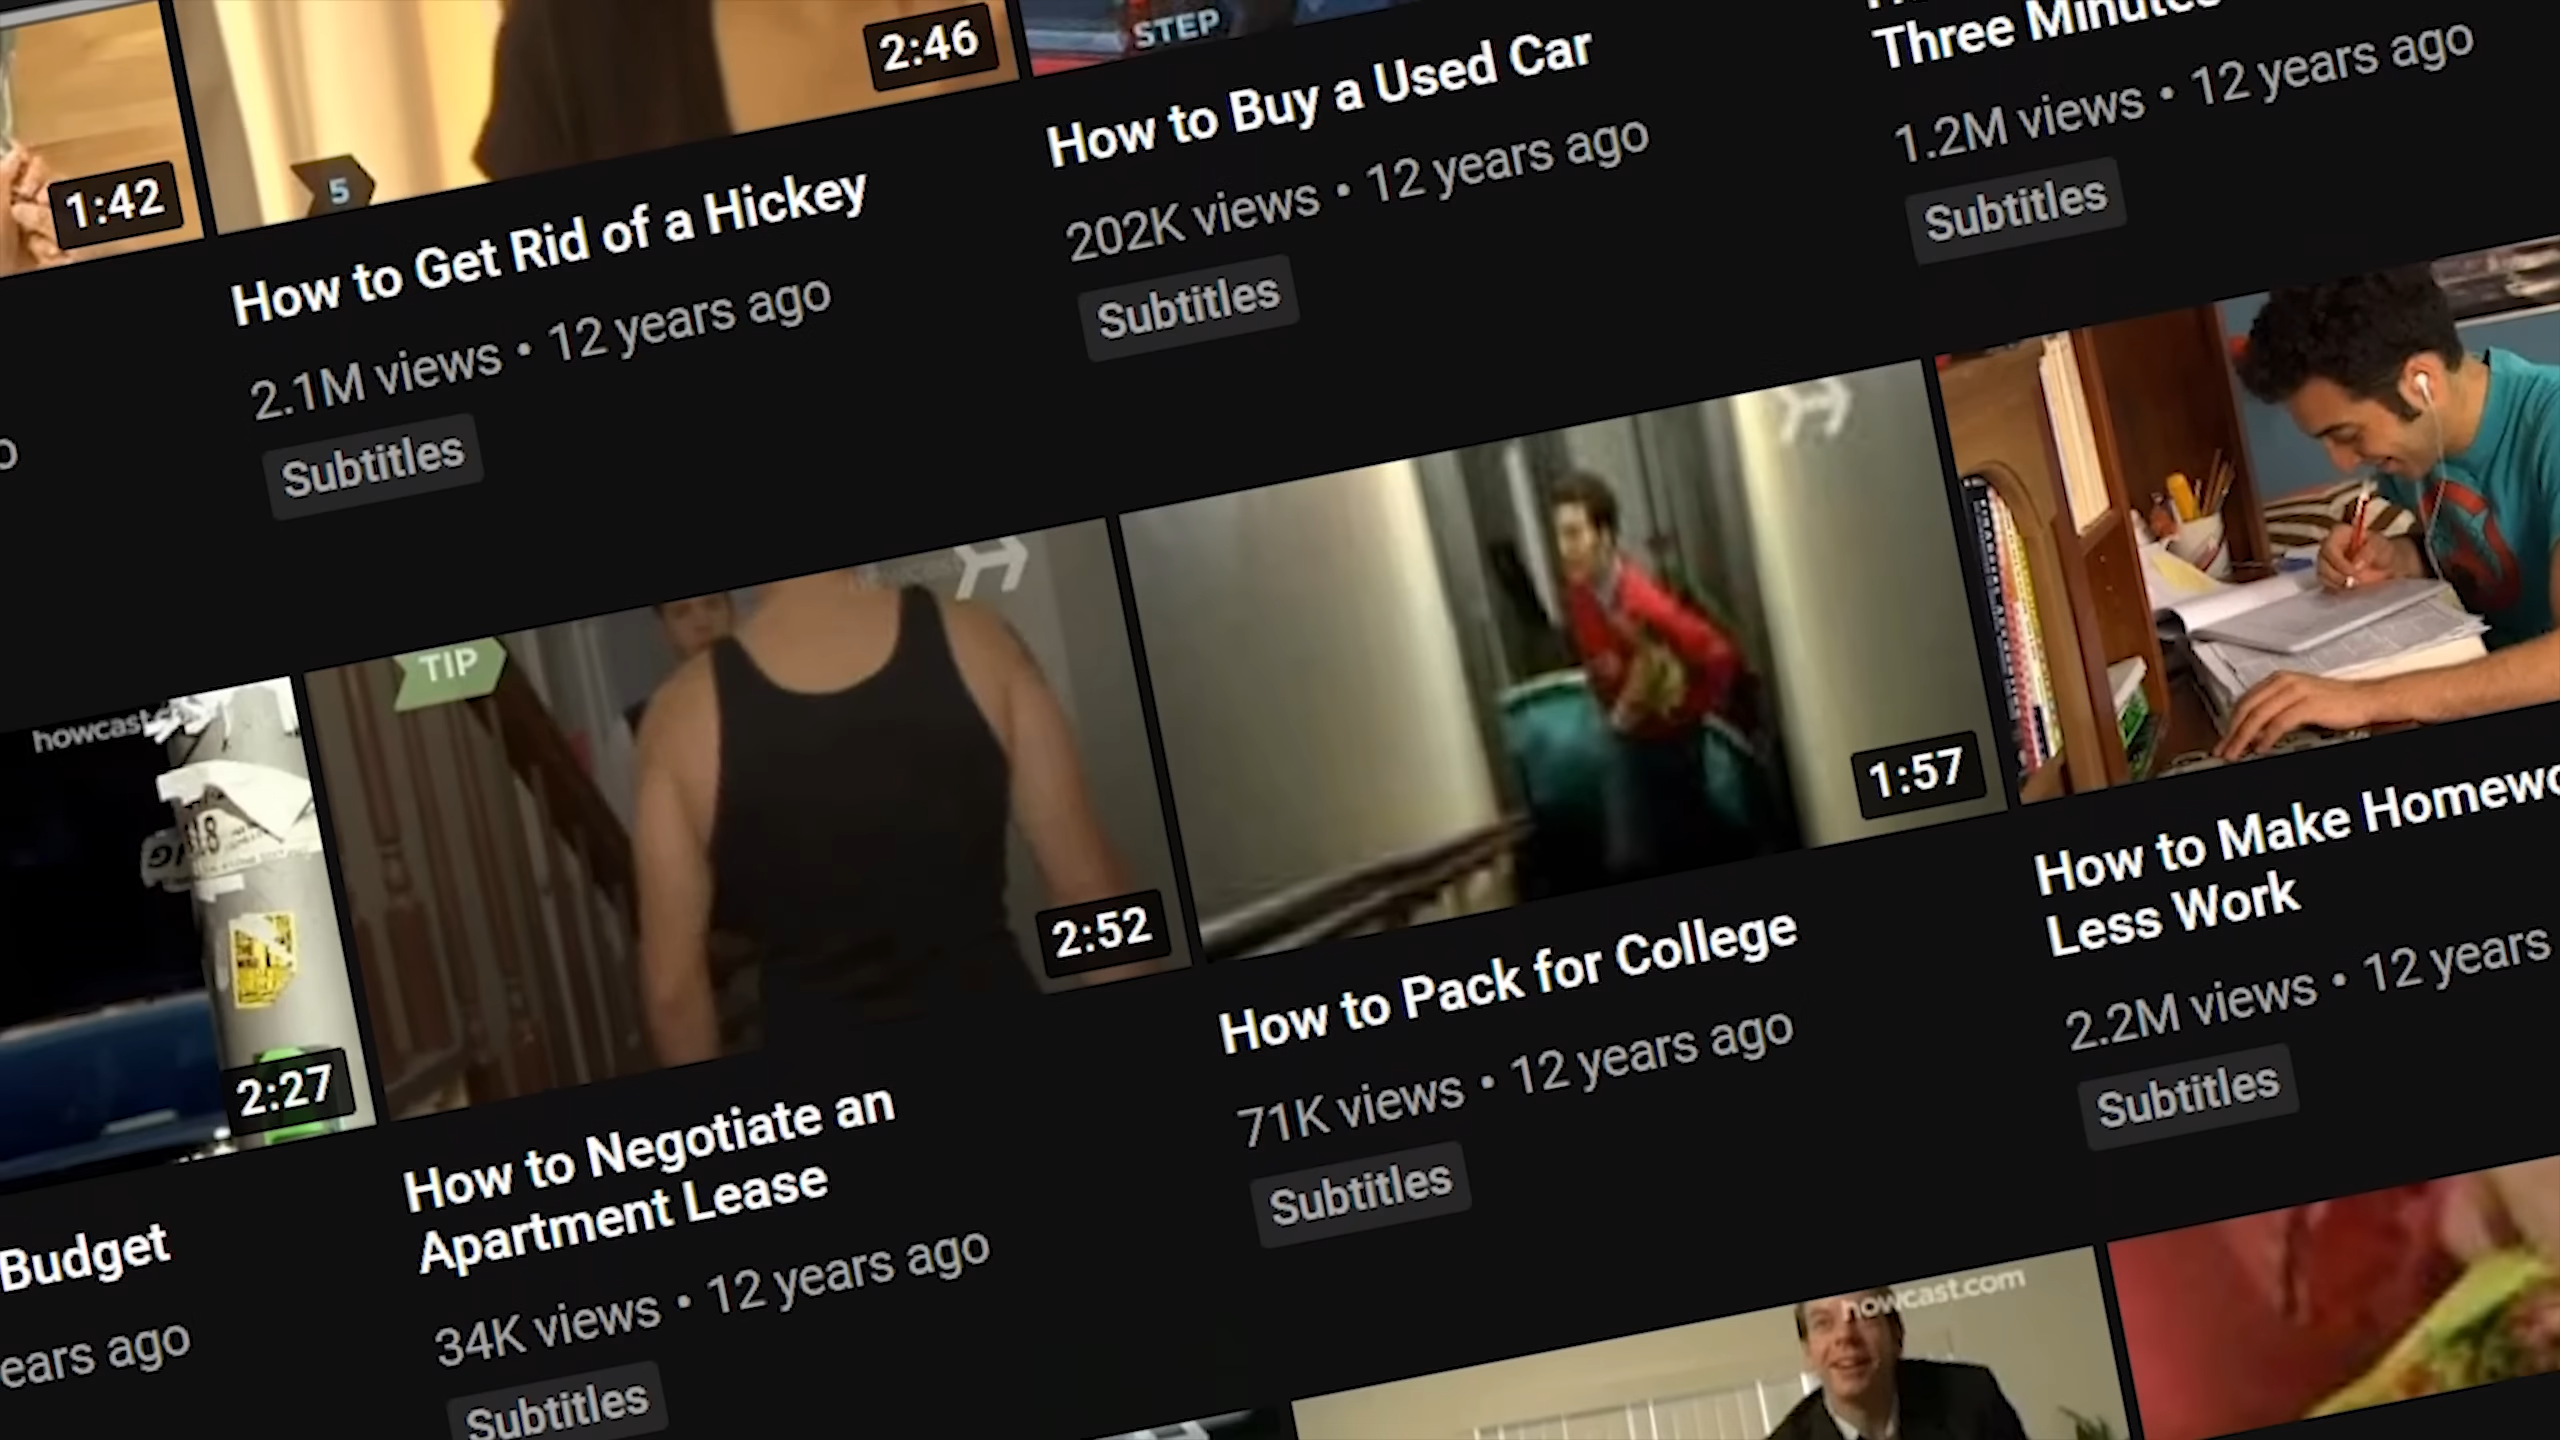 2:46
STEP
Three Minutes
1.2M views • 12 years ago
Subtitles
1:42
5
How to Get Rid of a Hickey
2.1M views • 12 years ago
Subtitles
How to Buy a Used Car
202K views • 12 years ago
Subtitles
howcast
2:27
Budget
ears ago
TIP
howcast
2:52
How to Negotiate an
Apartment Lease
34K views • 12 years ago
Subtitles
1:57
How to Pack for College
71K views • 12 years ago
Subtitles
How to Make Homewo
Less Work
2.2M views • 12 years
Subtitles
howcast.com